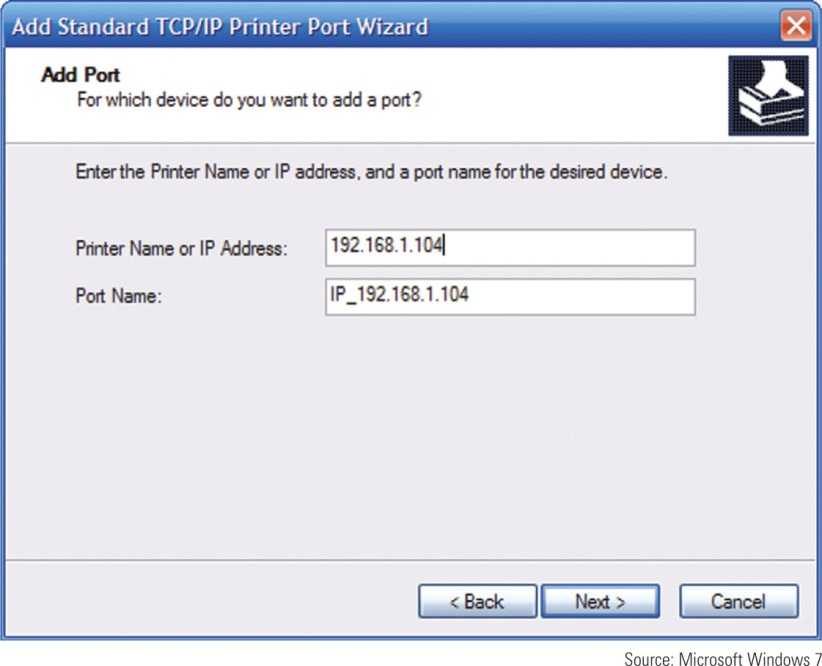 Add Standard TCP/IP Printer Port Wizard
Add Port
For which device do you want to add a port?
Enter the Printer Name or IP address, and a port name for the desired device.
Printer Name or IP Address: 192.168.1.104
Port Name: IP_192.168.1.104
< Back Next > Cancel
Source: Microsoft Windows 7